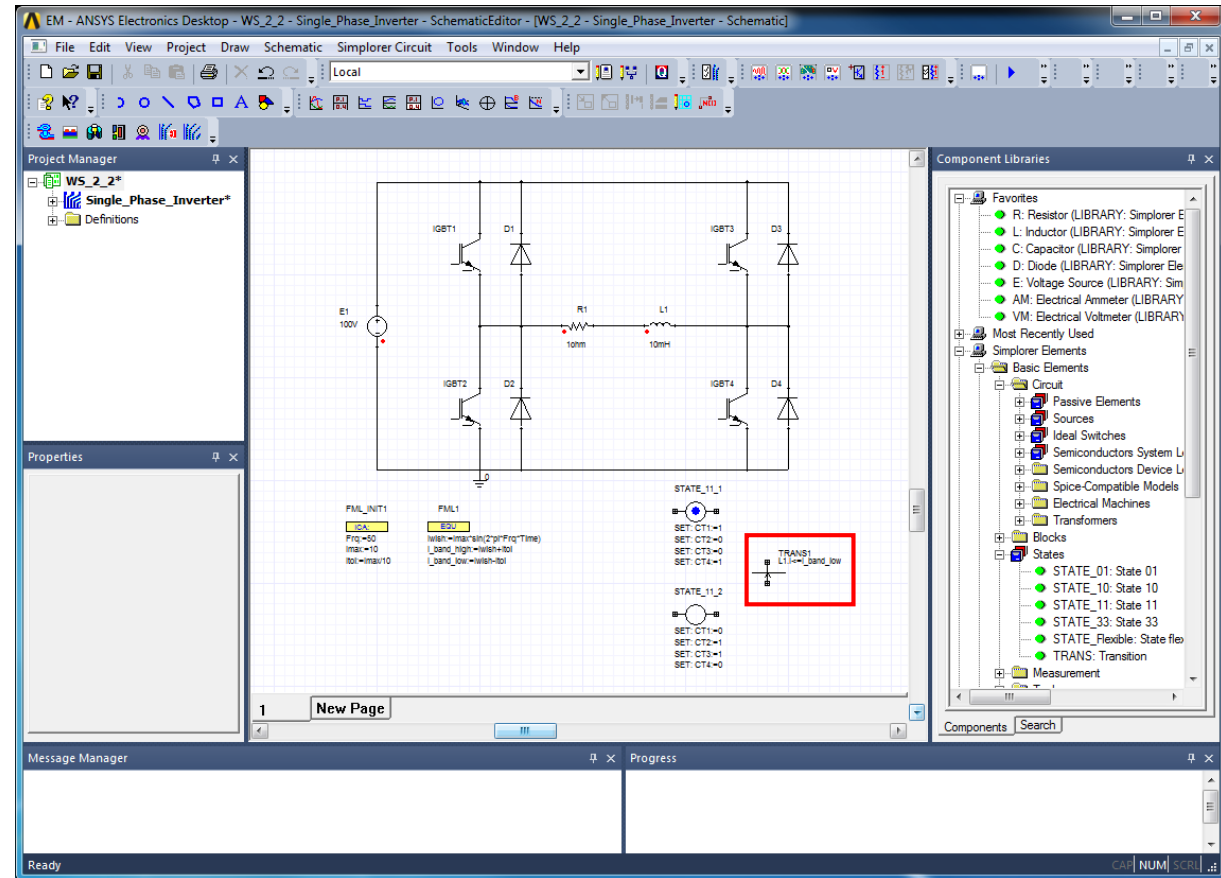 EM - ANSYS Electronics Desktop - WS_2_2 - Single_Phase_Inverter - SchematicEditor - [WS_2_2 - Single_Phase_Inverter - Schematic]
File Edit View Project Draw Schematic Simplorer Circuit Tools Window Help
Local
Project Manager
WS_2_2*
Single_Phase_Inverter*
Definitions
Properties
IGBT1
D1
IGBT3
D3
E1
100V
R1
L1
1ohm
10mH
IGBT2
D2
IGBT4
D4
0
FML_INIT1
ICA:
Frq:=50
Imax:=10
Itol:=Imax/10
FML1
EQU
Iwish:=Imax*sin(2*pi*Frq*Time)
I_band_high:=Iwish+Itol
I_band_low:=Iwish-Itol
STATE_11_1
SET: CT1:=1
SET: CT2:=0
SET: CT3:=0
SET: CT4:=1
TRANS1
L1.I<=I_band_low
STATE_11_2
SET: CT1:=0
SET: CT2:=1
SET: CT3:=1
SET: CT4:=0
1
New Page
Component Libraries
Favorites
R: Resistor (LIBRARY: Simplorer E
L: Inductor (LIBRARY: Simplorer E
C: Capacitor (LIBRARY: Simplorer
D: Diode (LIBRARY: Simplorer Ele
E: Voltage Source (LIBRARY: Sim
AM: Electrical Ammeter (LIBRARY
VM: Electrical Voltmeter (LIBRARY
Most Recently Used
Simplorer Elements
Basic Elements
Circuit
Passive Elements
Sources
Ideal Switches
Semiconductors System L
Semiconductors Device L
Spice-Compatible Models
Electrical Machines
Transformers
Blocks
States
STATE_01: State 01
STATE_10: State 10
STATE_11: State 11
STATE_33: State 33
STATE_Flexible: State flex
TRANS: Transition
Measurement
Components Search
Message Manager
Progress
Ready
CAP NUM SCRL